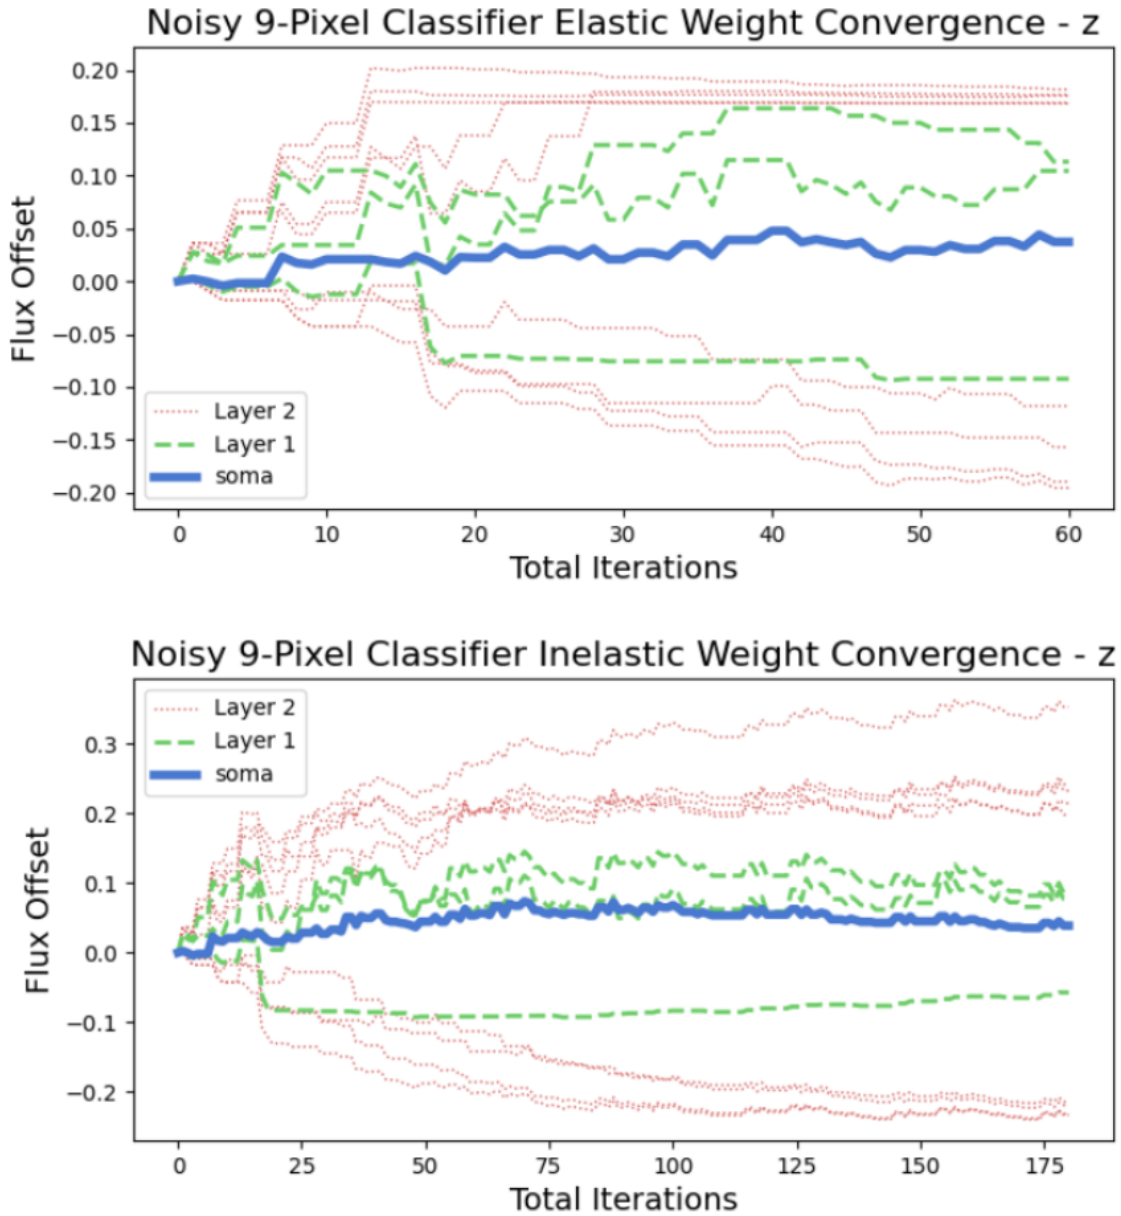 Noisy 9-Pixel Classifier Elastic Weight Convergence - z
0.20
0.15
0.10
0.05
0.00
−0.05
−0.10
−0.15
−0.20
Flux Offset
Layer 2
Layer 1
soma
0 10 20 30 40 50 60
Total Iterations
Noisy 9-Pixel Classifier Inelastic Weight Convergence - z
Layer 2
Layer 1
soma
0.3
0.2
0.1
0.0
−0.1
−0.2
Flux Offset
0 25 50 75 100 125 150 175
Total Iterations